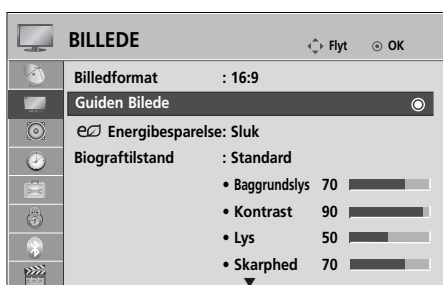 BILLEDE
Flyt OK
Billedformat : 16:9
Guiden Bilede
Energibesparelse: Sluk
Biograftilstand : Standard
• Baggrundslys 70
• Kontrast 90
• Lys 50
• Skarphed 70